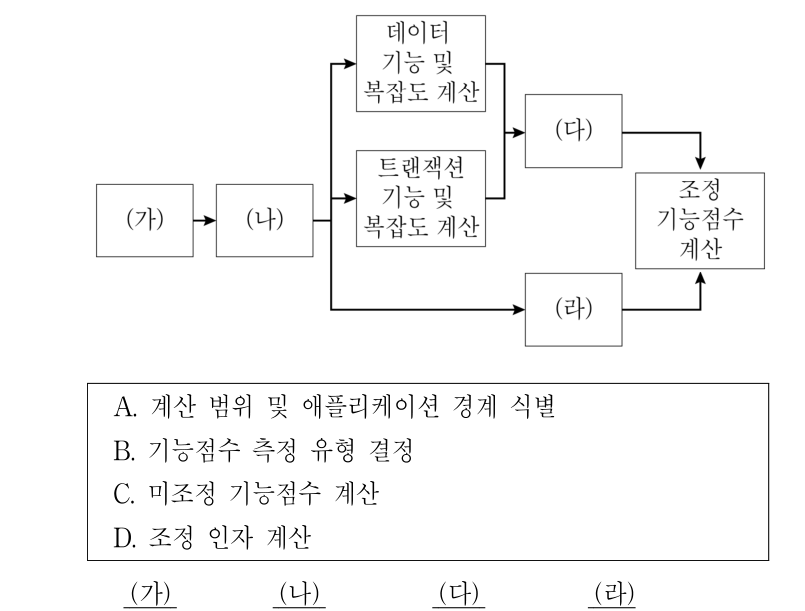 데이터
기능 및
복잡도 계산
(다)
트랜잭션
기능 및
복잡도 계산
(가)
(나)
조정
기능점수
계산
(라)
A. 계산 범위 및 애플리케이션 경계 식별
B. 기능점수 측정 유형 결정
C. 미조정 기능점수 계산
D. 조정 인자 계산
(가) (나) (다) (라)